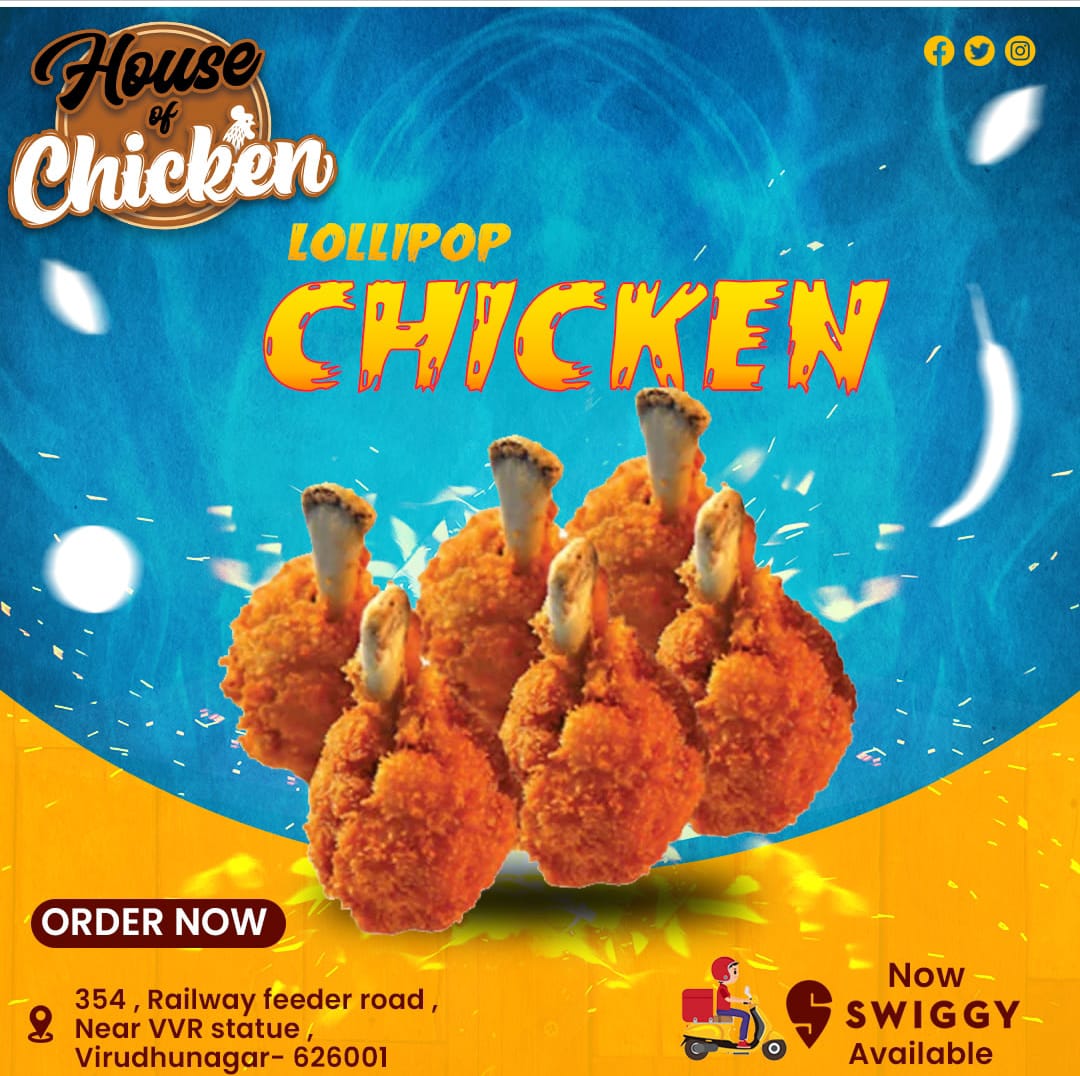 House
of
Chicken
LOLLIPOP
CHICKEN
ORDER NOW
354 , Railway feeder road ,
Near VVR statue ,
Virudhunagar- 626001
Now
SWIGGY
Available